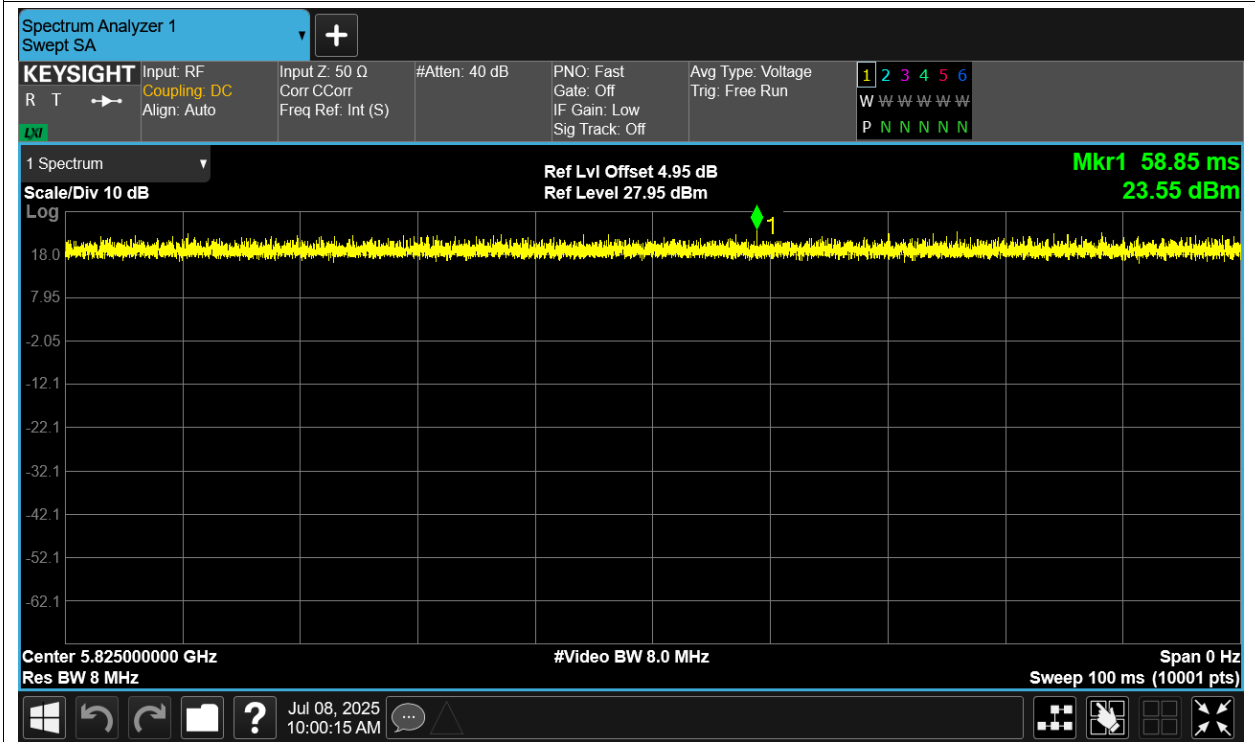 Spectrum Analyzer 1
Swept SA
KEYSIGHT
R T
LXI
Input: RF
Coupling: DC
Align: Auto
Input Z: 50 Ω
Corr CCorr
Freq Ref: Int (S)
#Atten: 40 dB
PNO: Fast
Gate: Off
IF Gain: Low
Sig Track: Off
Avg Type: Voltage
Trig: Free Run
1 2 3 4 5 6
W W W W W W
P N N N N N
1 Spectrum
Scale/Div 10 dB
Ref Lvl Offset 4.95 dB
Ref Level 27.95 dBm
Mkr1 58.85 ms
23.55 dBm
Log
1
18.0
7.95
-2.05
-12.1
-22.1
-32.1
-42.1
-52.1
-62.1
Center 5.825000000 GHz
Res BW 8 MHz
#Video BW 8.0 MHz
Span 0 Hz
Sweep 100 ms (10001 pts)
?
Jul 08, 2025
10:00:15 AM